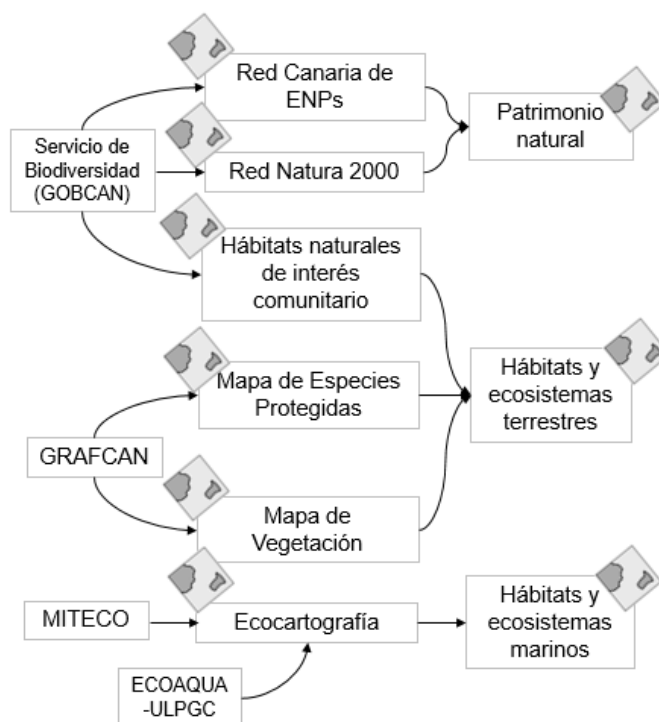 Red Canaria de
ENPs
Patrimonio
natural
Servicio de
Biodiversidad
(GOBCAN)
Red Natura 2000
Hábitats naturales
de interés
comunitario
Mapa de Especies
Protegidas
Hábitats y
ecosistemas
terrestres
GRAFCAN
Mapa de
Vegetación
MITECO
Ecocartografía
Hábitats y
ecosistemas
marinos
ECOAQUA
-ULPGC